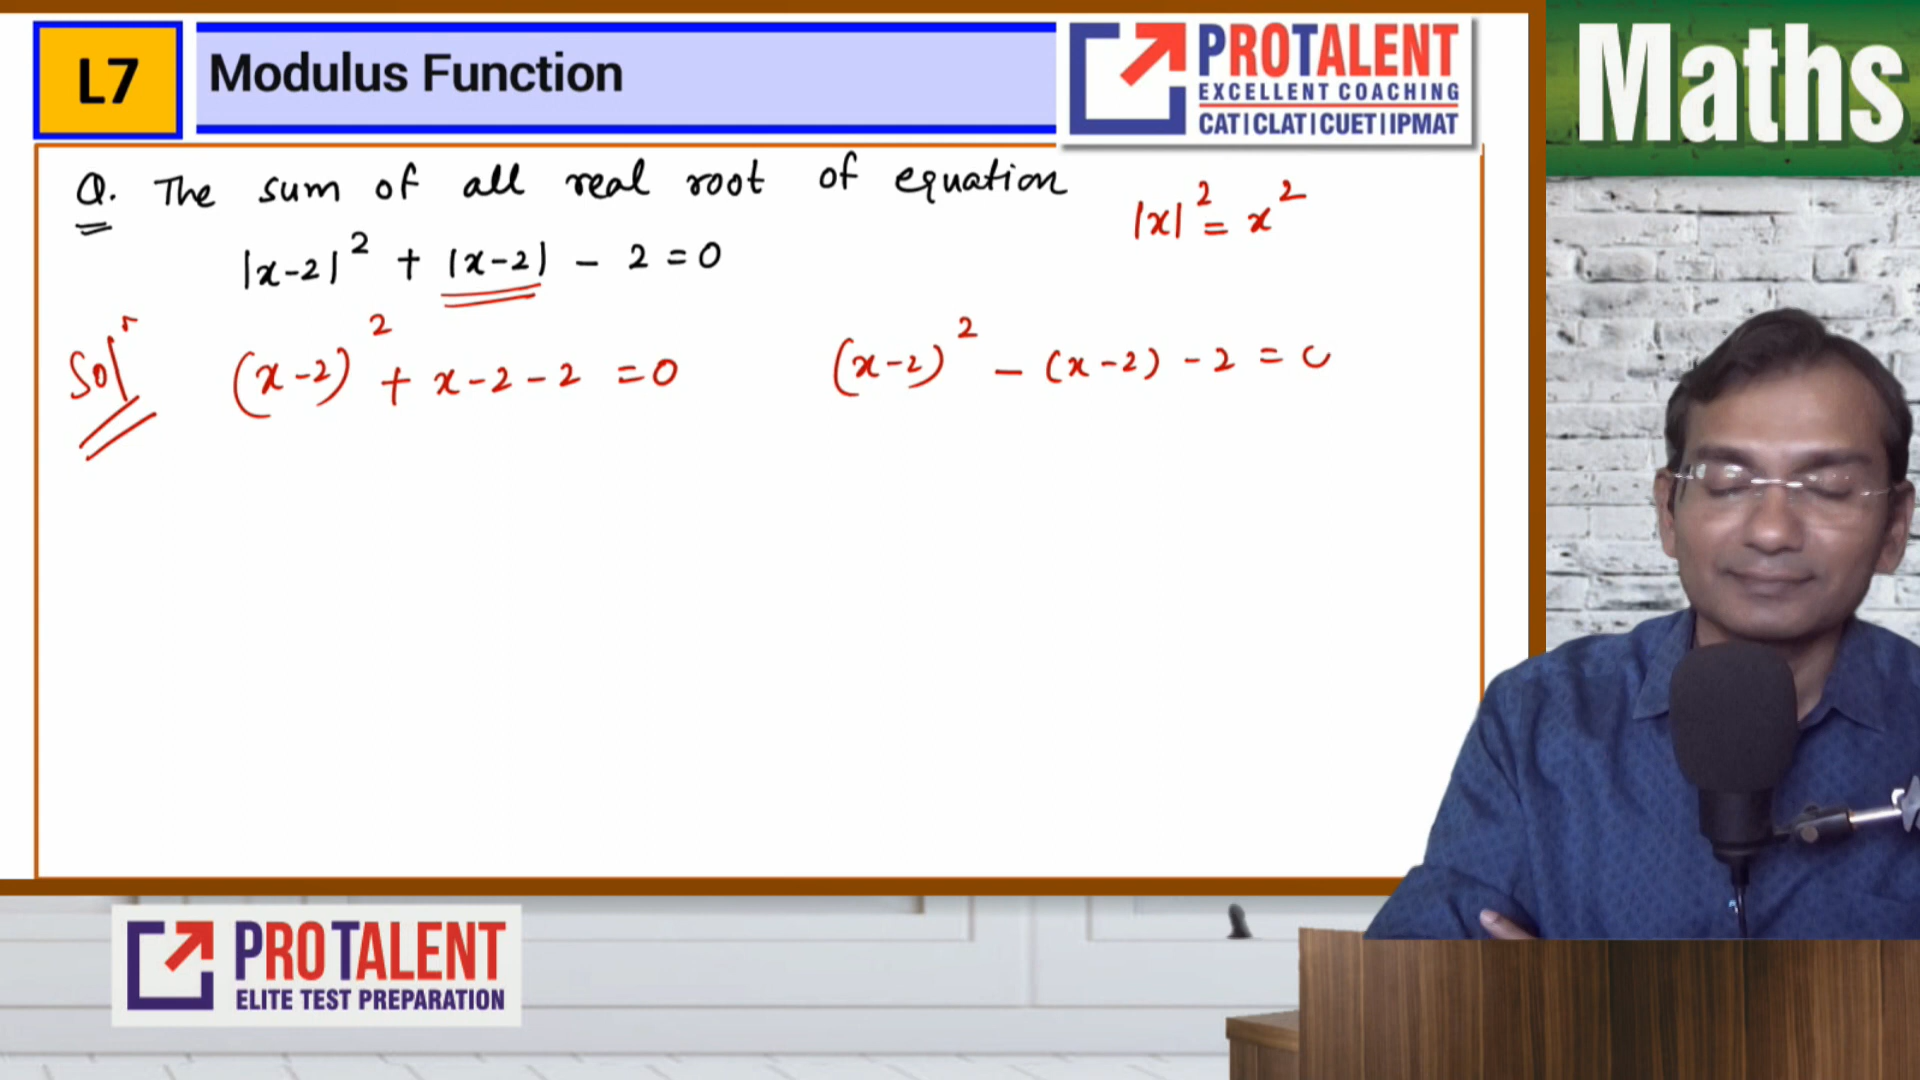 L7
Modulus Function
PROTALENT
EXCELLENT COACHING
CAT|CLAT|CUET|IPMAT
Maths
Q. The sum of all real root of equation
|x-2|² + |x-2| - 2 = 0
|x|² = x²
Solⁿ
(x-2)² + x-2-2 = 0
(x-2)² - (x-2) - 2 = 0
PROTALENT
ELITE TEST PREPARATION